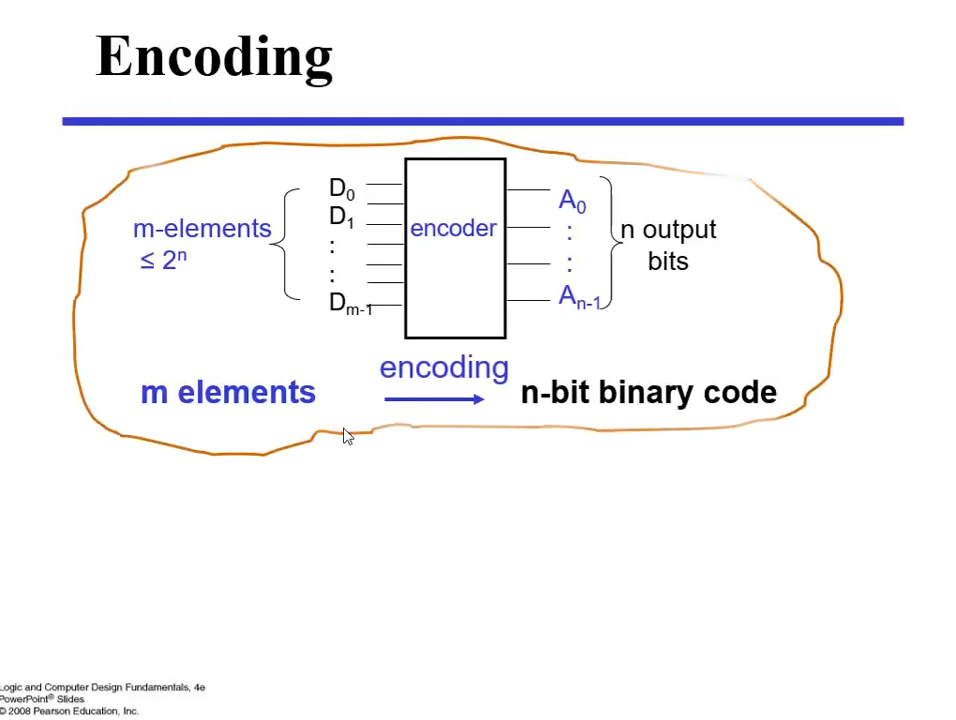 Encoding
m-elements
≤ 2ⁿ
D₀
D₁
:
:
Dₘ₋₁
encoder
A₀
:
:
Aₙ₋₁
n output
bits
encoding
m elements
n-bit binary code
Logic and Computer Design Fundamentals, 4e
PowerPoint® Slides
© 2008 Pearson Education, Inc.